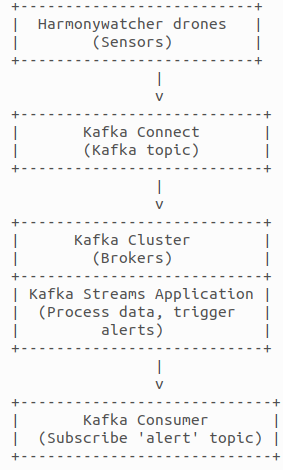 +--------------------------+
|  Harmonywatcher drones   |
|        (Sensors)         |
+--------------------------+
                |
                v
+---------------------------+
|       Kafka Connect       |
|       (Kafka topic)       |
+---------------------------+
                |
                v
+---------------------------+
|      Kafka Cluster        |
|        (Brokers)          |
+---------------------------+
| Kafka Streams Application |
|  (Process data, trigger   |
|         alerts)           |
+---------------------------+
                |
                v
+----------------------------+
|       Kafka Consumer       |
|  (Subscribe 'alert' topic) |
+----------------------------+